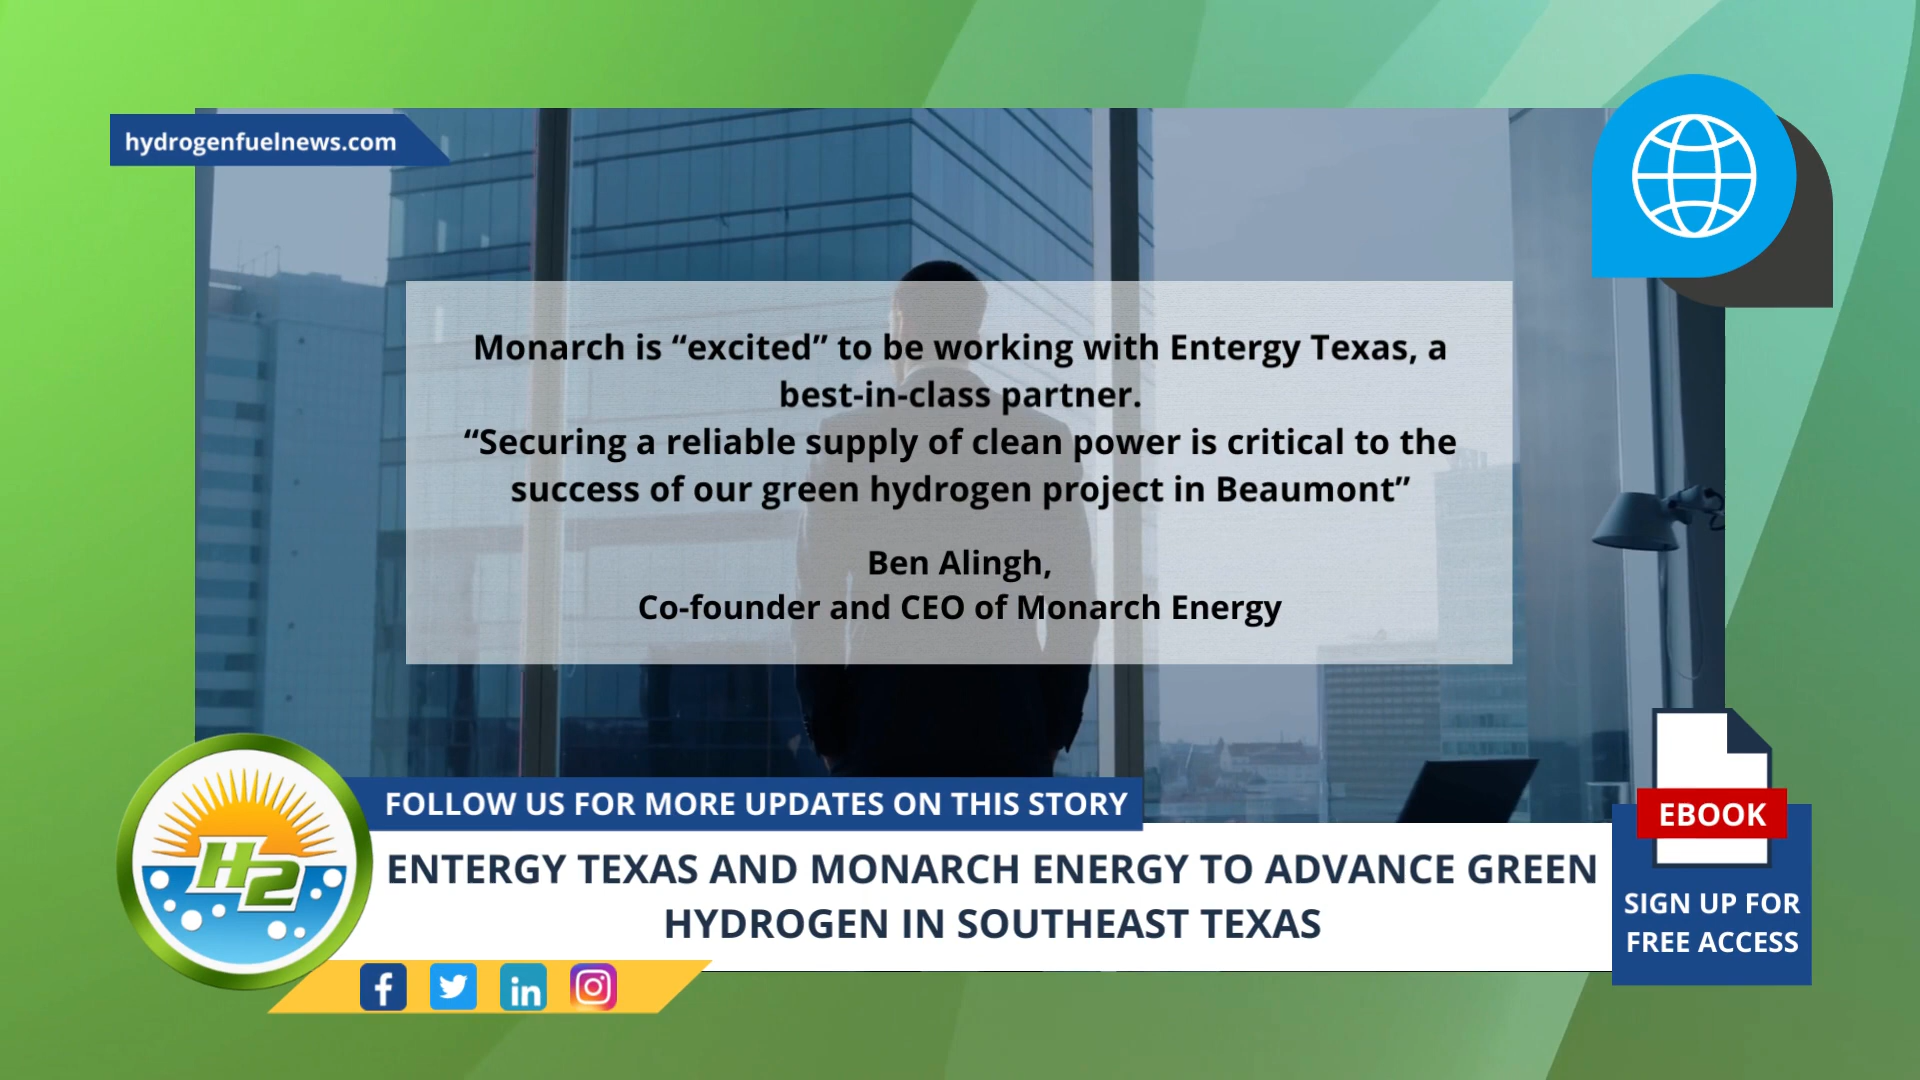 hydrogenfuelnews.com
Monarch is “excited” to be working with Entergy Texas, a
best-in-class partner.
“Securing a reliable supply of clean power is critical to the
success of our green hydrogen project in Beaumont”
Ben Alingh,
Co-founder and CEO of Monarch Energy
FOLLOW US FOR MORE UPDATES ON THIS STORY
H2
ENTERGY TEXAS AND MONARCH ENERGY TO ADVANCE GREEN
HYDROGEN IN SOUTHEAST TEXAS
EBOOK
SIGN UP FOR
FREE ACCESS